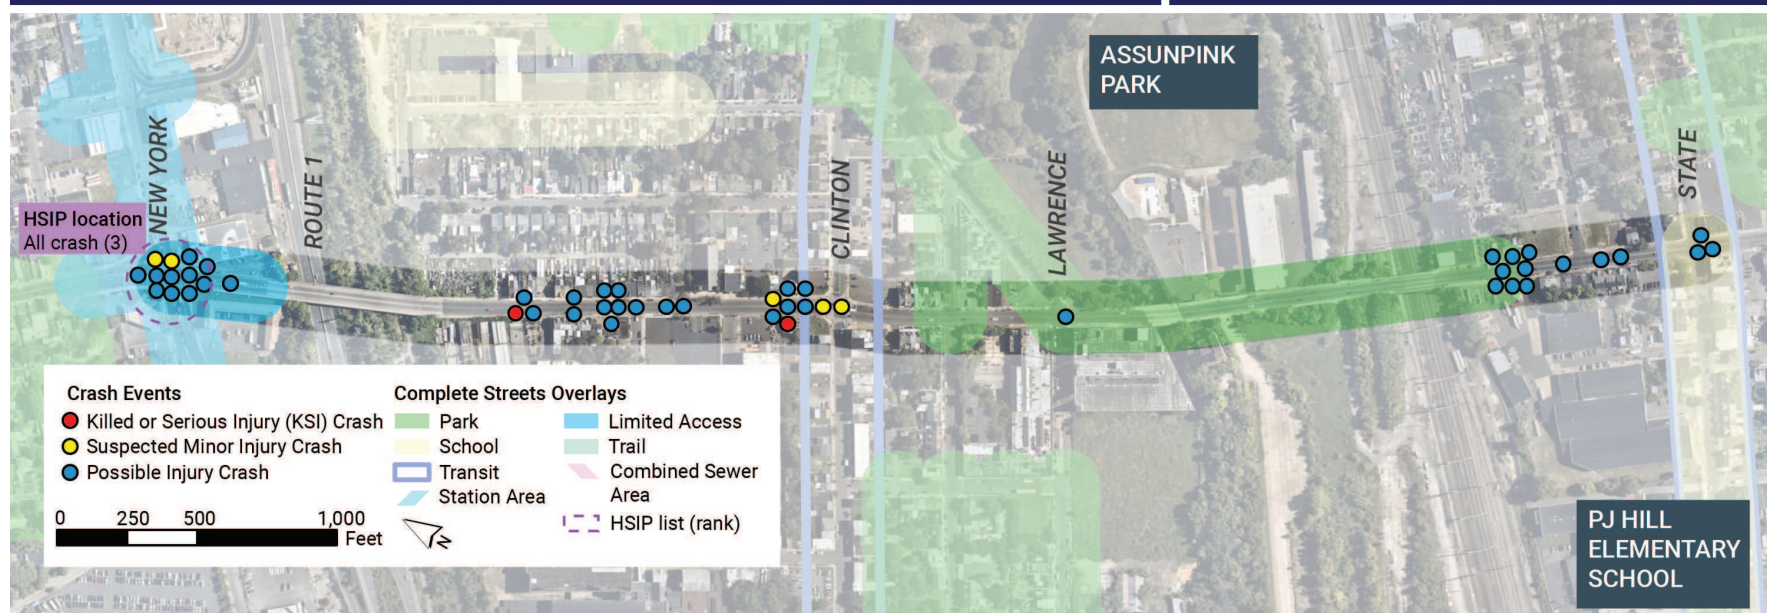 ASSUNPINK
PARK
NEW YORK
ROUTE 1
CLINTON
LAWRENCE
STATE
HSIP location
All crash (3)
Crash Events
Killed or Serious Injury (KSI) Crash
Suspected Minor Injury Crash
Possible Injury Crash
0 250 500 1,000
Feet
Complete Streets Overlays
Park
School
Transit
Station Area
Limited Access
Trail
Combined Sewer
Area
HSIP list (rank)
N
PJ HILL
ELEMENTARY
SCHOOL